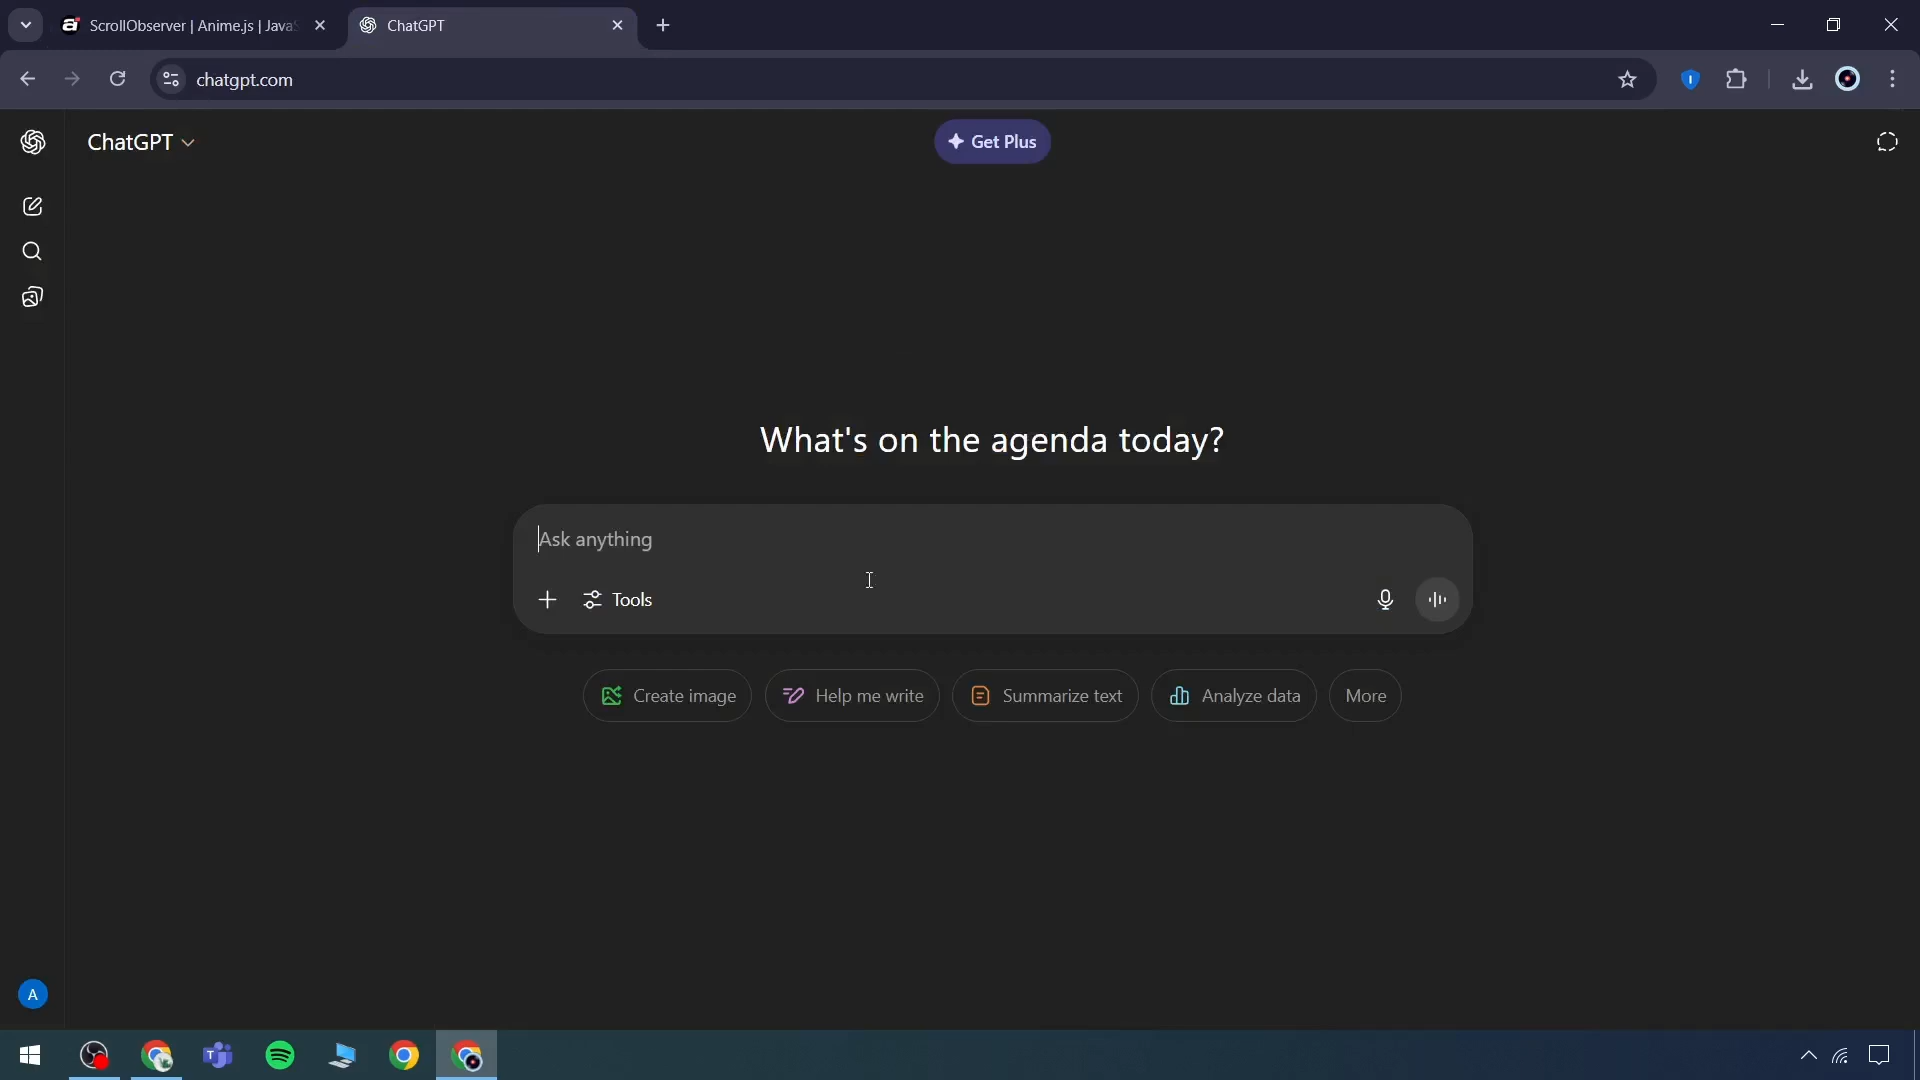 ScrollObserver | Anime.js | Java
ChatGPT
chatgpt.com
ChatGPT
Get Plus
What's on the agenda today?
Ask anything
Tools
Create image
Help me write
Summarize text
Analyze data
More
A